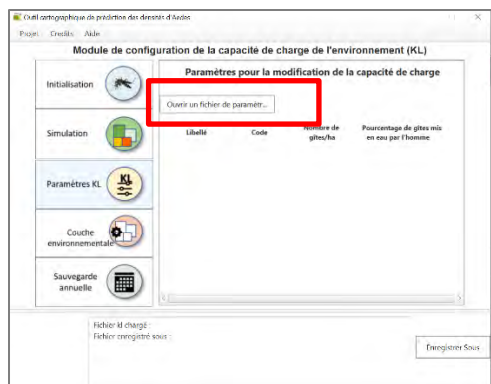 Outil cartographique de prédiction des densités d'Aedes
Projet Credits Aide
Module de configuration de la capacité de charge de l'environnement (KL)
Initialisation
Simulation
Paramètres KL
KL
Couche
environnementale
Sauvegarde
annuelle
Paramètres pour la modification de la capacité de charge
Ouvrir un fichier de paramètr...
Libellé Code Nombre de gîtes/ha Pourcentage de gîtes mis en eau par l'homme
Fichier kl chargé :
Fichier enregistré sous :
Enregistrer Sous